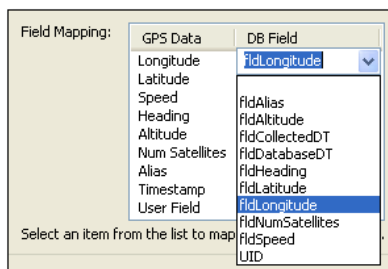 Field Mapping: GPS Data DB Field
Longitude fldLongitude
Latitude
Speed fldAlias
Heading fldAltitude
Altitude fldCollectedDT
Num Satellites fldDatabaseDT
Alias fldHeading
Timestamp fldLatitude
User Field fldLongitude
fldNumSatellites
Select an item from the list to map
fldSpeed
UID